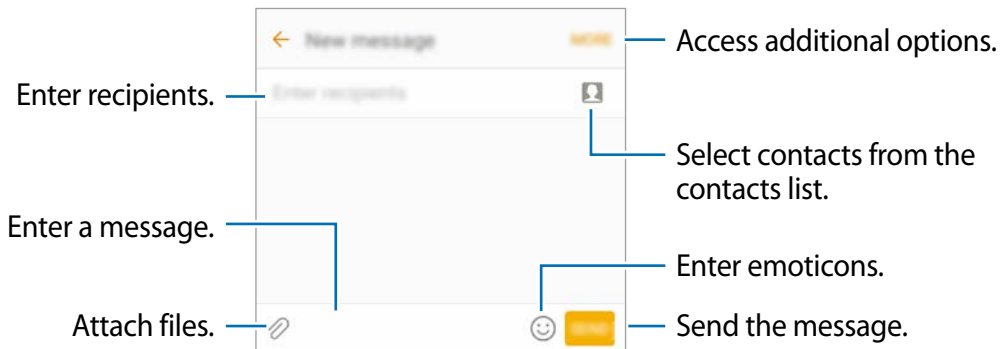 New message
MORE
Access additional options.
Enter recipients.
Enter recipients
Select contacts from the
contacts list.
Enter a message.
Enter emoticons.
Attach files.
SEND
Send the message.